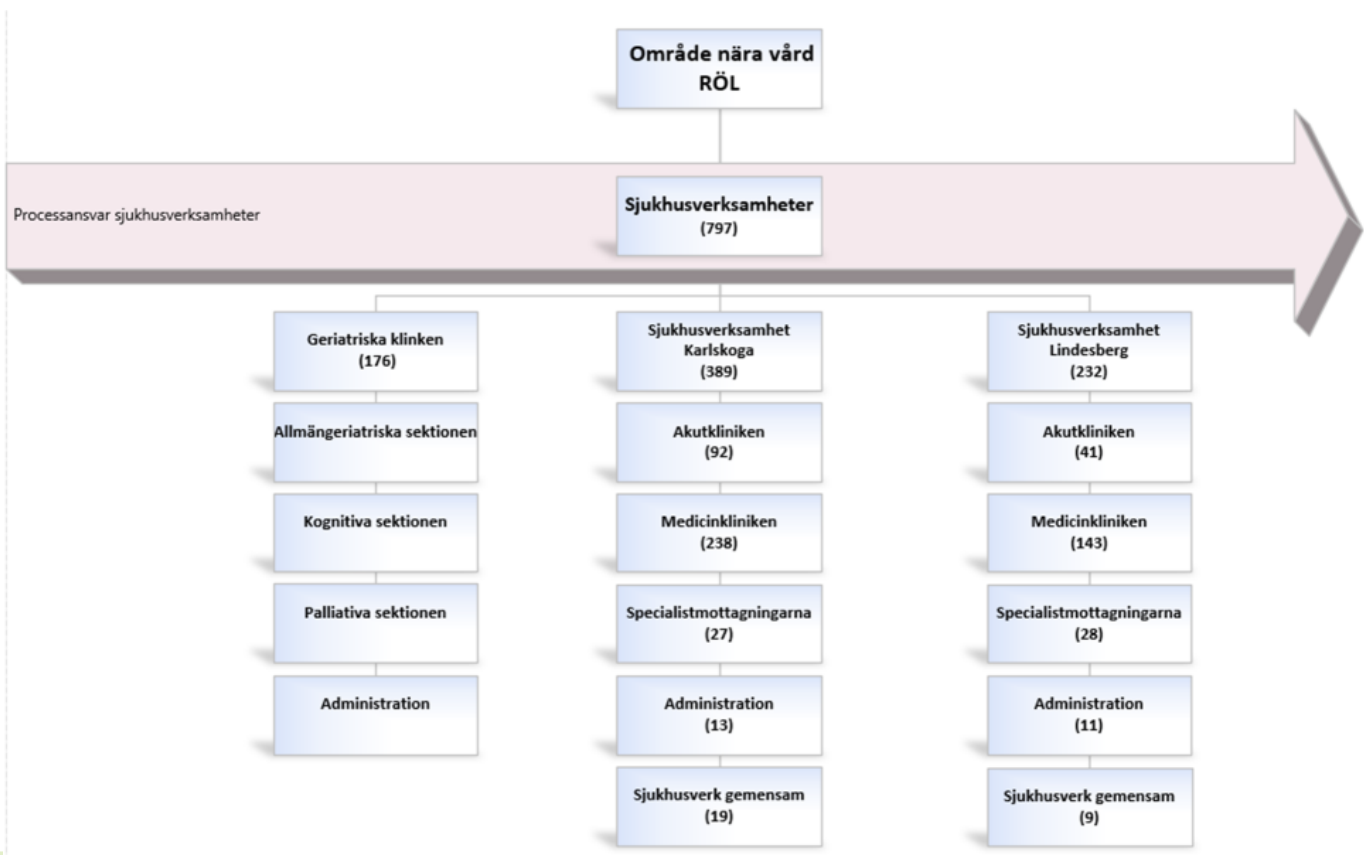 Område nära vård
RÖL
Processansvar sjukhusverksamheter
Sjukhusverksamheter
(797)
Geriatriska klinken
(176)
Allmängeriatriska sektionen
Kognitiva sektionen
Palliativa sektionen
Administration
Sjukhusverksamhet
Karlskoga
(389)
Akutkliniken
(92)
Medicinkliniken
(238)
Specialistmottagningarna
(27)
Administration
(13)
Sjukhusverk gemensam
(19)
Sjukhusverksamhet
Lindesberg
(232)
Akutkliniken
(41)
Medicinkliniken
(143)
Specialistmottagningarna
(28)
Administration
(11)
Sjukhusverk gemensam
(9)